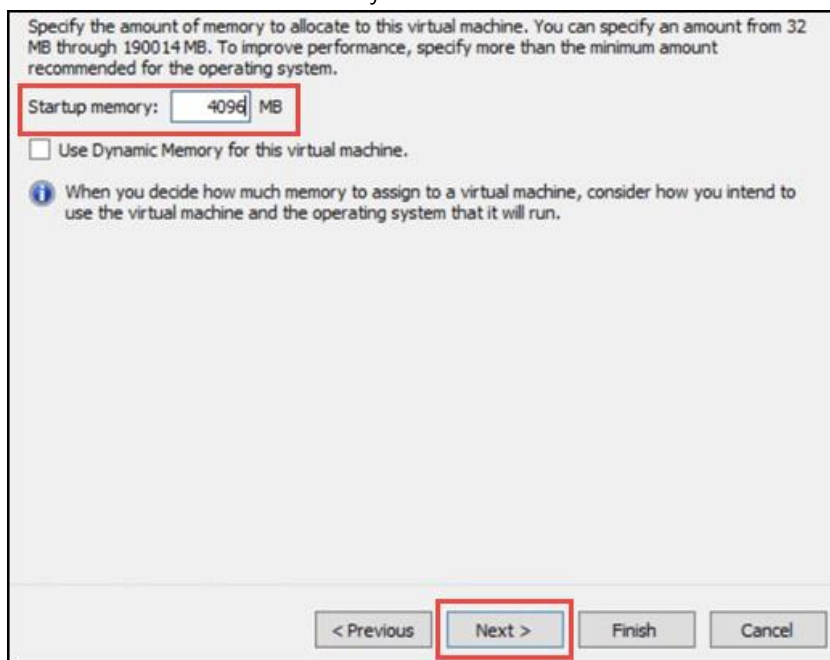 Specify the amount of memory to allocate to this virtual machine. You can specify an amount from 32
MB through 190014 MB. To improve performance, specify more than the minimum amount
recommended for the operating system.
Startup memory: 4096 MB
Use Dynamic Memory for this virtual machine.
When you decide how much memory to assign to a virtual machine, consider how you intend to
use the virtual machine and the operating system that it will run.
< Previous Next > Finish Cancel